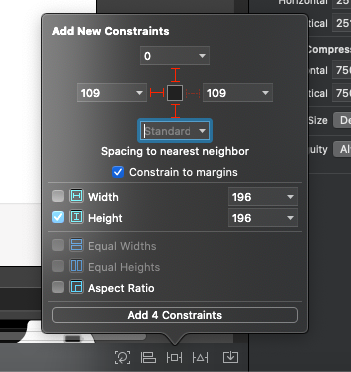 Horizontal 25
tical 25
Add New Constraints
0
Compress
ntal 750
109 109
tical 750
Standard
Size De
Spacing to nearest neighbor
uity Al
Constrain to margins
Width 196
Height 196
Equal Widths
Equal Heights
Aspect Ratio
Add 4 Constraints